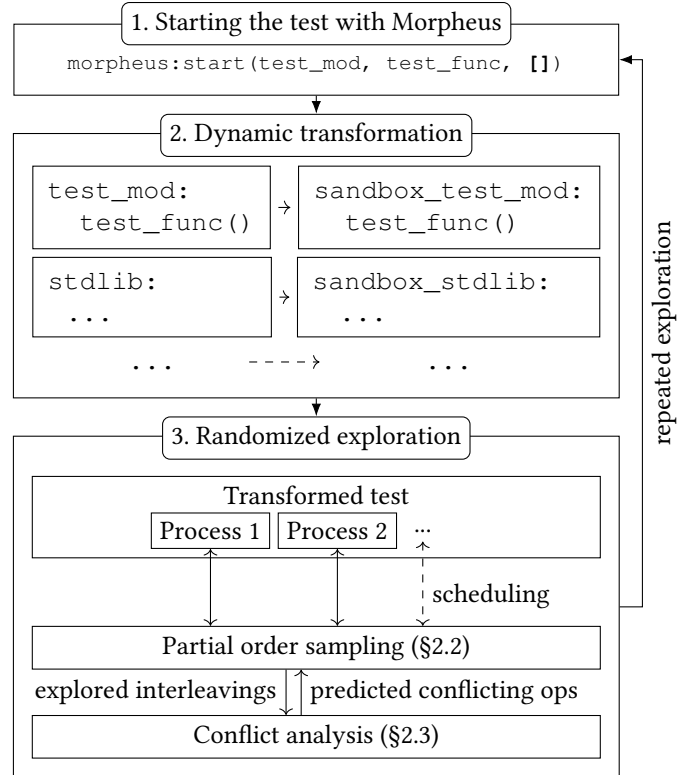 1. Starting the test with Morpheus
morpheus:start(test_mod, test_func, [])
2. Dynamic transformation
test_mod:
test_func()
sandbox_test_mod:
test_func()
stdlib:
...
sandbox_stdlib:
...
... ...
repeated exploration
3. Randomized exploration
Transformed test
Process 1 Process 2 ...
scheduling
Partial order sampling (§2.2)
explored interleavings predicted conflicting ops
Conflict analysis (§2.3)